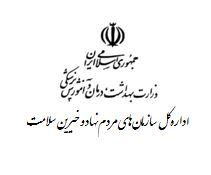 جمهوری اسلامی ایران
وزارت بهداشت، درمان و آموزش پزشکی
اداره کل سازمان های مردم نهاد و خیرین سلامت